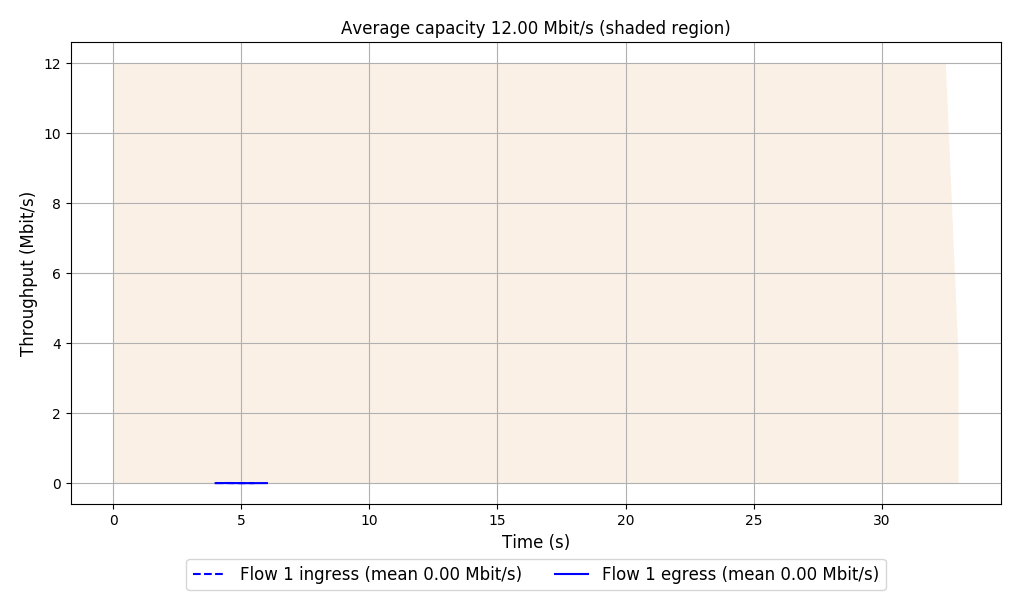 Average capacity 12.00 Mbit/s (shaded region)
Throughput (Mbit/s)
12
10
8
6
4
2
0
0 5 10 15 20 25 30
Time (s)
Flow 1 ingress (mean 0.00 Mbit/s) Flow 1 egress (mean 0.00 Mbit/s)